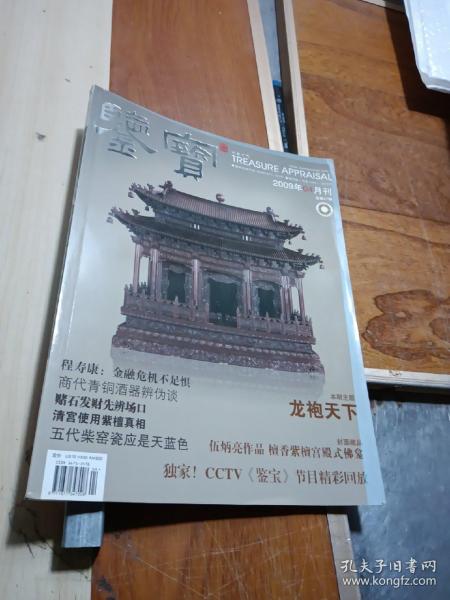 鑒寶
TREASURE APPRAISAL
2009年 月刊
程寿康：金融危机不足惧
商代青铜酒器辨伪谈
赌石发财先辨场口
清宫使用紫檀真相
五代柴窑瓷应是天蓝色
本期主题
龙袍天下
封面藏品
伍炳亮作品 檀香紫檀宫殿式佛龛
独家！CCTV《鉴宝》节目精彩回放
孔夫子旧书网
www.kongfz.com